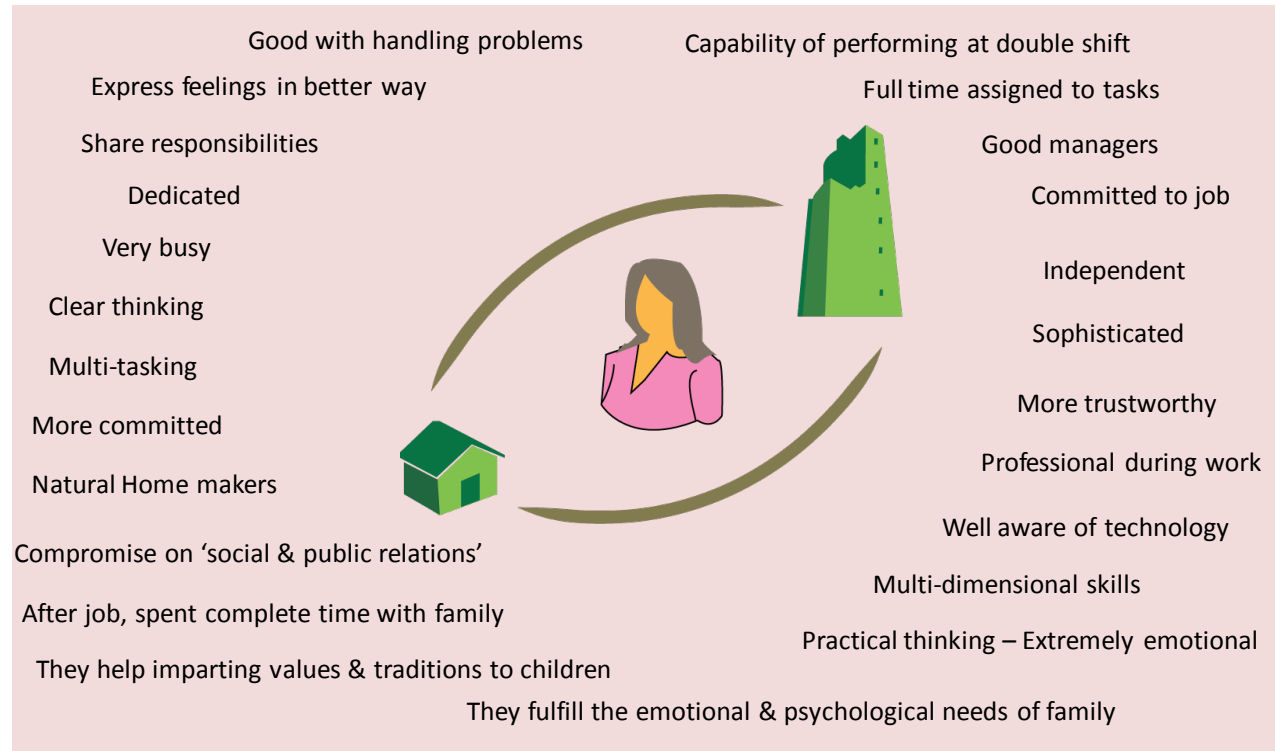 Good with handling problems
Express feelings in better way
Share responsibilities
Dedicated
Very busy
Clear thinking
Multi-tasking
More committed
Natural Home makers
Compromise on ‘social & public relations’
After job, spent complete time with family
They help imparting values & traditions to children
They fulfill the emotional & psychological needs of family
Capability of performing at double shift
Full time assigned to tasks
Good managers
Committed to job
Independent
Sophisticated
More trustworthy
Professional during work
Well aware of technology
Multi-dimensional skills
Practical thinking – Extremely emotional